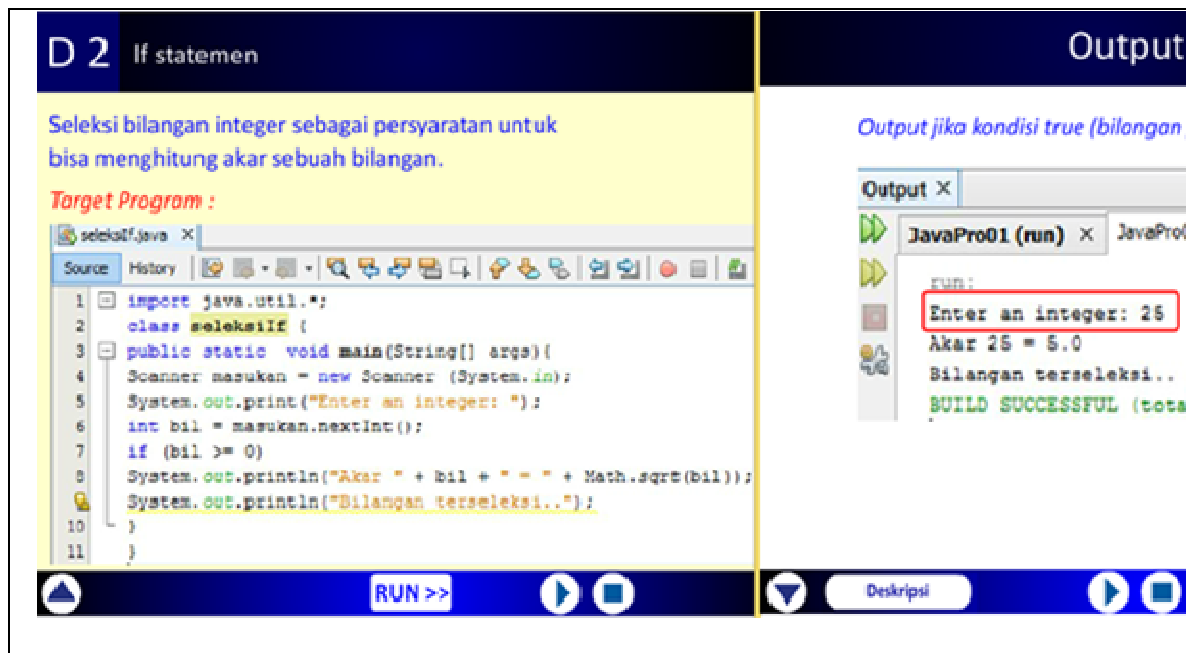 D 2 If statemen
Seleksi bilangan integer sebagai persyaratan untuk
bisa menghitung akar sebuah bilangan.
Target Program :
seleksIf.java ×
Source History
1 import java.util.*;
2 class seleksiIf {
3 public static void main(String[] args){
4 Scanner masukan = new Scanner (System.in);
5 System.out.print("Enter an integer: ");
6 int bil = masukan.nextInt();
7 if (bil >= 0)
8 System.out.println("Akar " + bil + " = " + Math.sqrt(bil));
System.out.println("Bilangan terseleksi..");
10 }
11 }
RUN >>
Output
Output jika kondisi true (bilangan
Output ×
JavaPro01 (run) × JavaPro0
run:
Enter an integer: 25
Akar 25 = 5.0
Bilangan terseleksi..
BUILD SUCCESSFUL (tota
Deskripsi